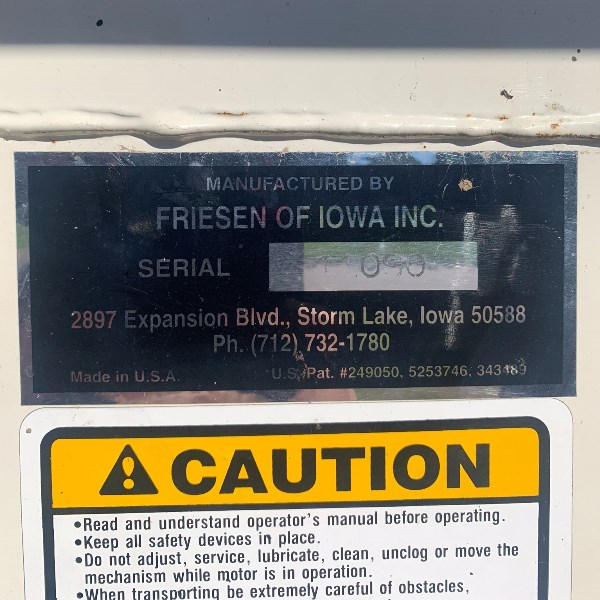 MANUFACTURED BY
FRIESEN OF IOWA INC.
SERIAL
2897 Expansion Blvd., Storm Lake, Iowa 50588
Ph. (712) 732-1780
Made in U.S.A. U.S. Pat. #249050, 5253746,
CAUTION
•Read and understand operator's manual before operating.
•Keep all safety devices in place.
•Do not adjust, service, lubricate, clean, unclog or move the
mechanism while motor is in operation.
•When transporting be extremely careful of obstacles,